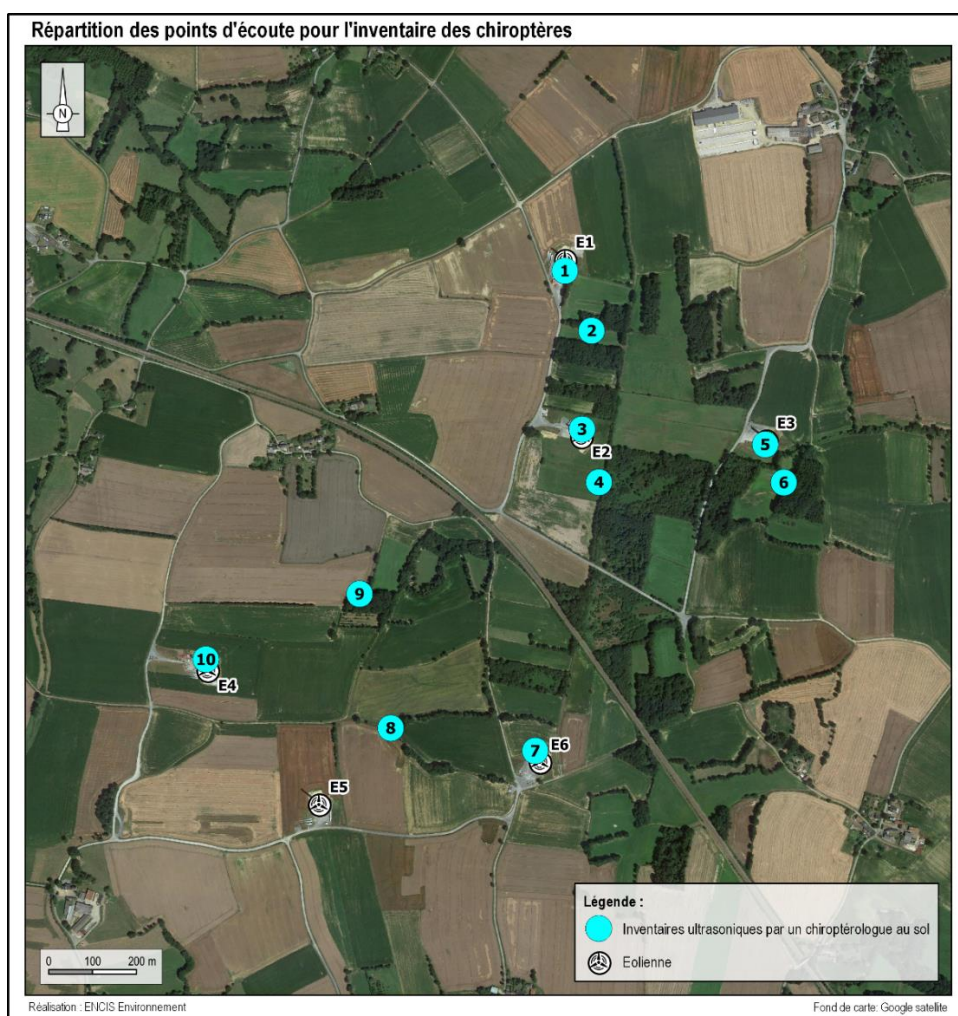 Répartition des points d'écoute pour l'inventaire des chiroptères
N
E1
1
2
3
E2
E3
5
4
6
9
10
E4
8
7
E6
E5
Légende :
Inventaires ultrasoniques par un chiroptérologue au sol
Eolienne
0 100 200 m
Réalisation : ENCIS Environnement
Fond de carte: Google satellite